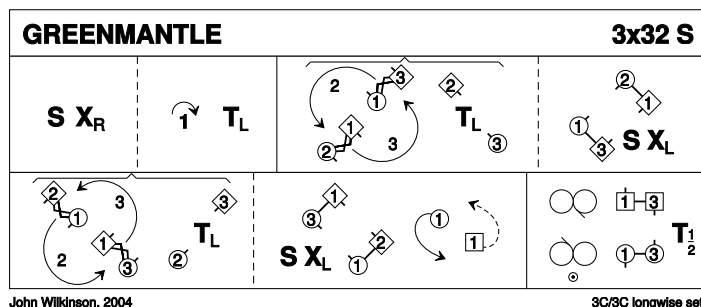 GREENMANTLE 3x32 S
S XR 1 TL 2 3 1 1 2 3 2 TL 3 2 1 1 3 S XL
2 1 3 1 3 2 3 TL 2 3 3 1 2 S XL 1 1 1 3 1 3 T½
John Wilkinson, 2004 3C/3C longwise set